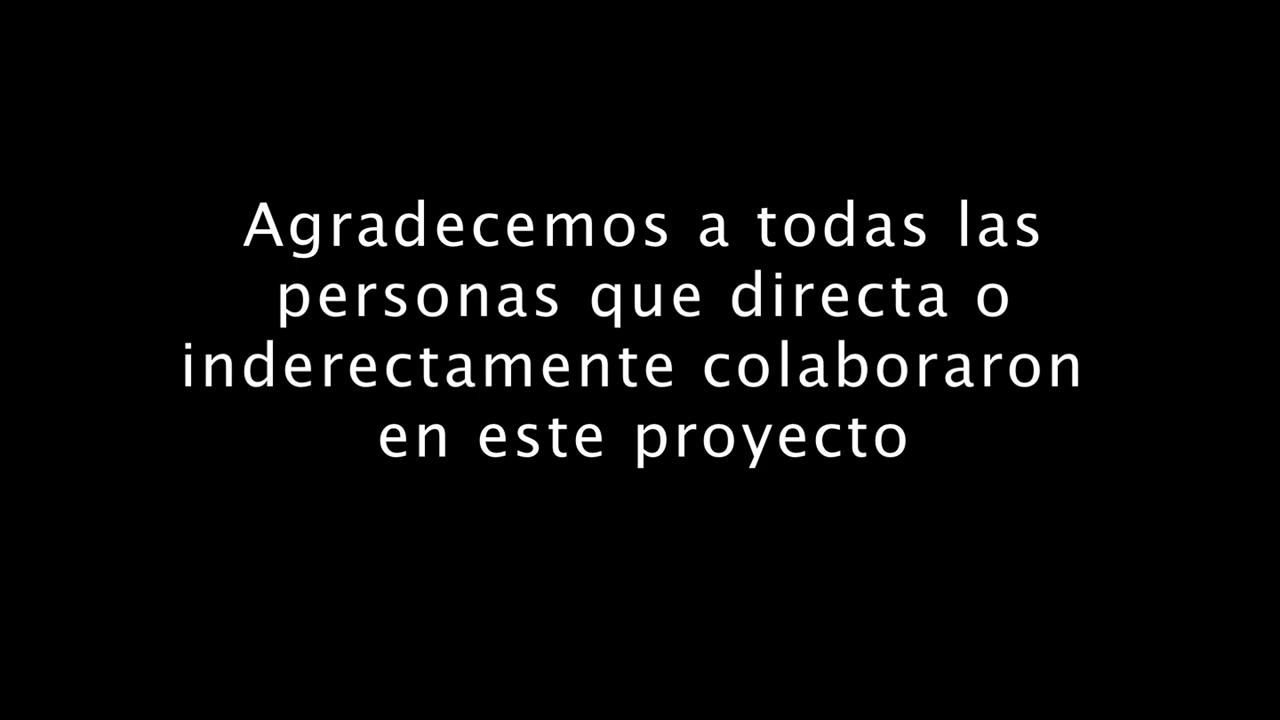 Agradecemos a todas las
personas que directa o
inderectamente colaboraron
en este proyecto